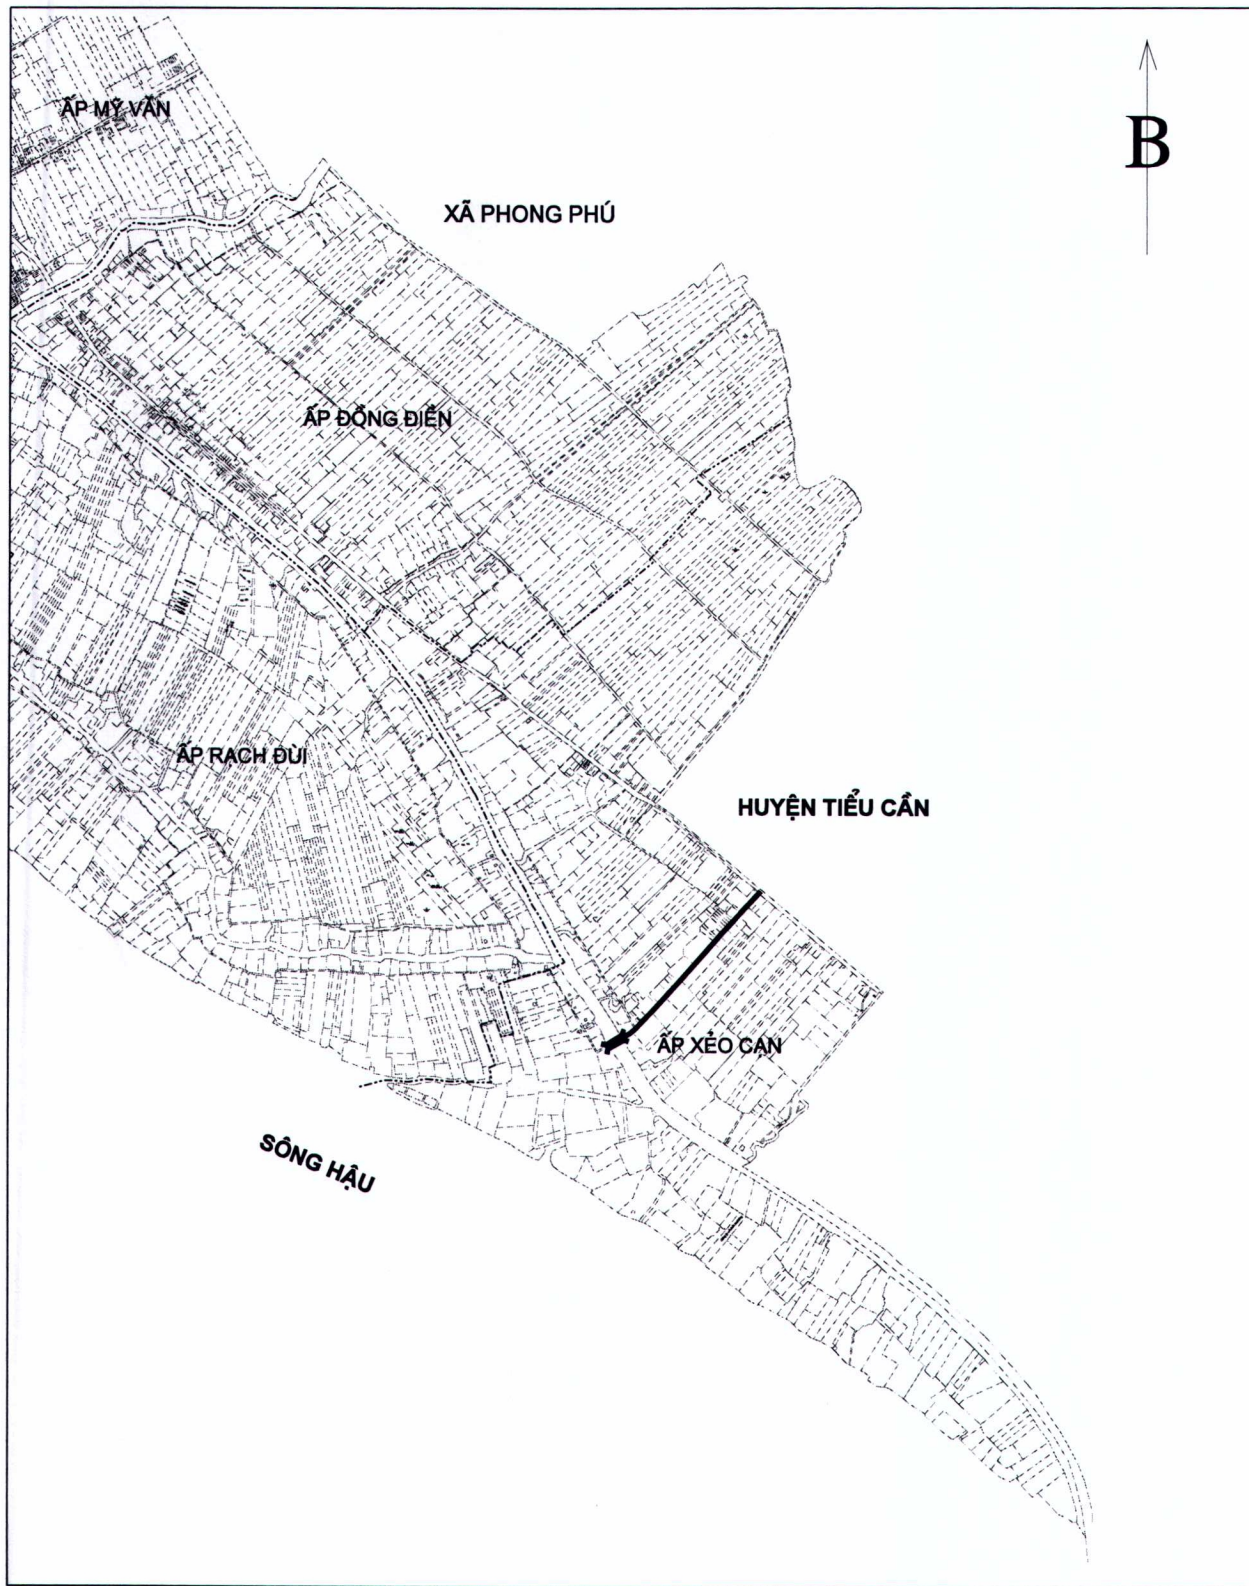 ẤP MỸ VĂN
B
XÃ PHONG PHÚ
ẤP ĐỒNG ĐIỀN
ẤP RẠCH ĐÙI
HUYỆN TIỂU CẦN
ẤP XẺO CẠN
SÔNG HẬU